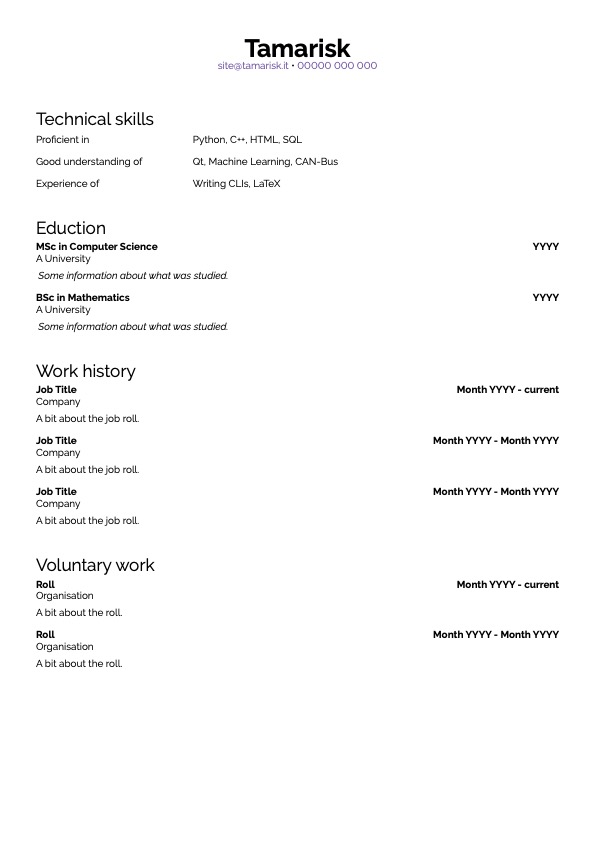 Tamarisk
site@tamarisk.it • 00000 000 000
Technical skills
Proficient in Python, C++, HTML, SQL
Good understanding of Qt, Machine Learning, CAN-Bus
Experience of Writing CLIs, LaTeX
Eduction
MSc in Computer Science YYYY
A University
Some information about what was studied.
BSc in Mathematics YYYY
A University
Some information about what was studied.
Work history
Job Title Month YYYY - current
Company
A bit about the job roll.
Job Title Month YYYY - Month YYYY
Company
A bit about the job roll.
Job Title Month YYYY - Month YYYY
Company
A bit about the job roll.
Voluntary work
Roll Month YYYY - current
Organisation
A bit about the roll.
Roll Month YYYY - Month YYYY
Organisation
A bit about the roll.